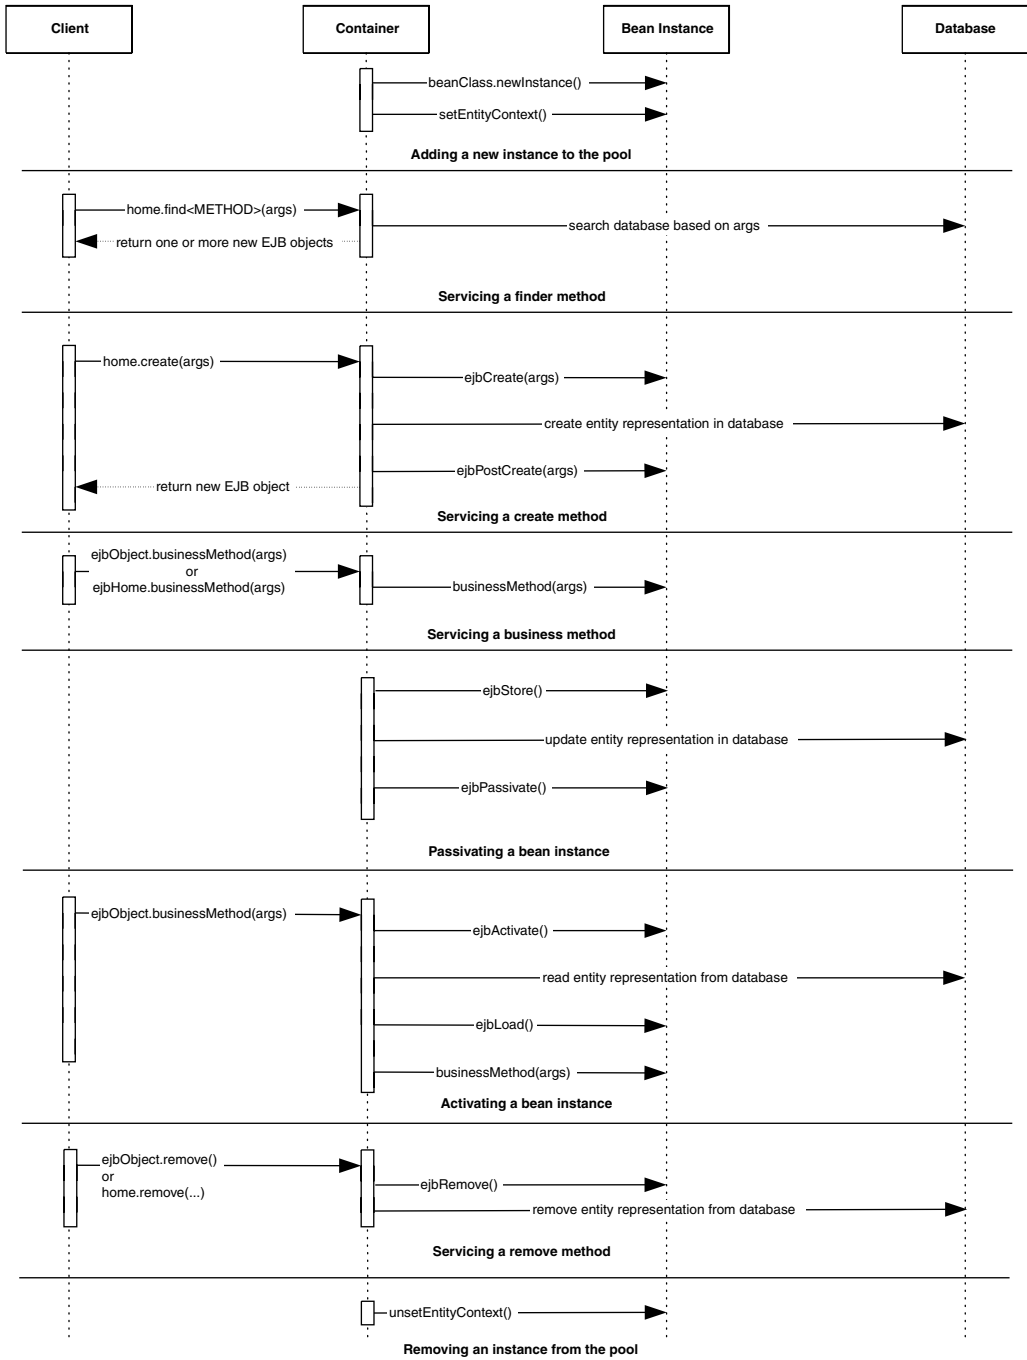 Client
Container
Bean Instance
Database
beanClass.newInstance()
setEntityContext()
Adding a new instance to the pool
home.find<METHOD>(args)
search database based on args
return one or more new EJB objects
Servicing a finder method
home.create(args)
ejbCreate(args)
create entity representation in database
ejbPostCreate(args)
return new EJB object
Servicing a create method
ejbObject.businessMethod(args)
or
ejbHome.businessMethod(args)
businessMethod(args)
Servicing a business method
ejbStore()
update entity representation in database
ejbPassivate()
Passivating a bean instance
ejbObject.businessMethod(args)
ejbActivate()
read entity representation from database
ejbLoad()
businessMethod(args)
Activating a bean instance
ejbObject.remove()
or
home.remove(...)
ejbRemove()
remove entity representation from database
Servicing a remove method
unsetEntityContext()
Removing an instance from the pool